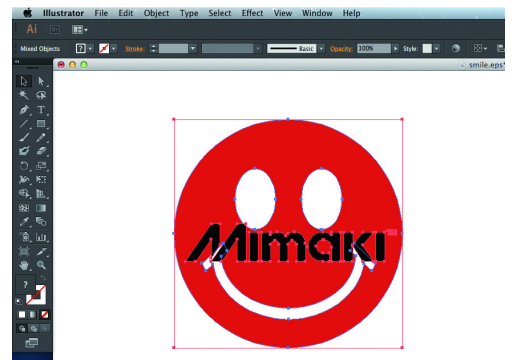 Illustrator File Edit Object Type Select Effect View Window Help
Ai Br
Mixed Objects ? Stroke: Basic Opacity: 100% Style:
smile.eps*
Mimaki
?